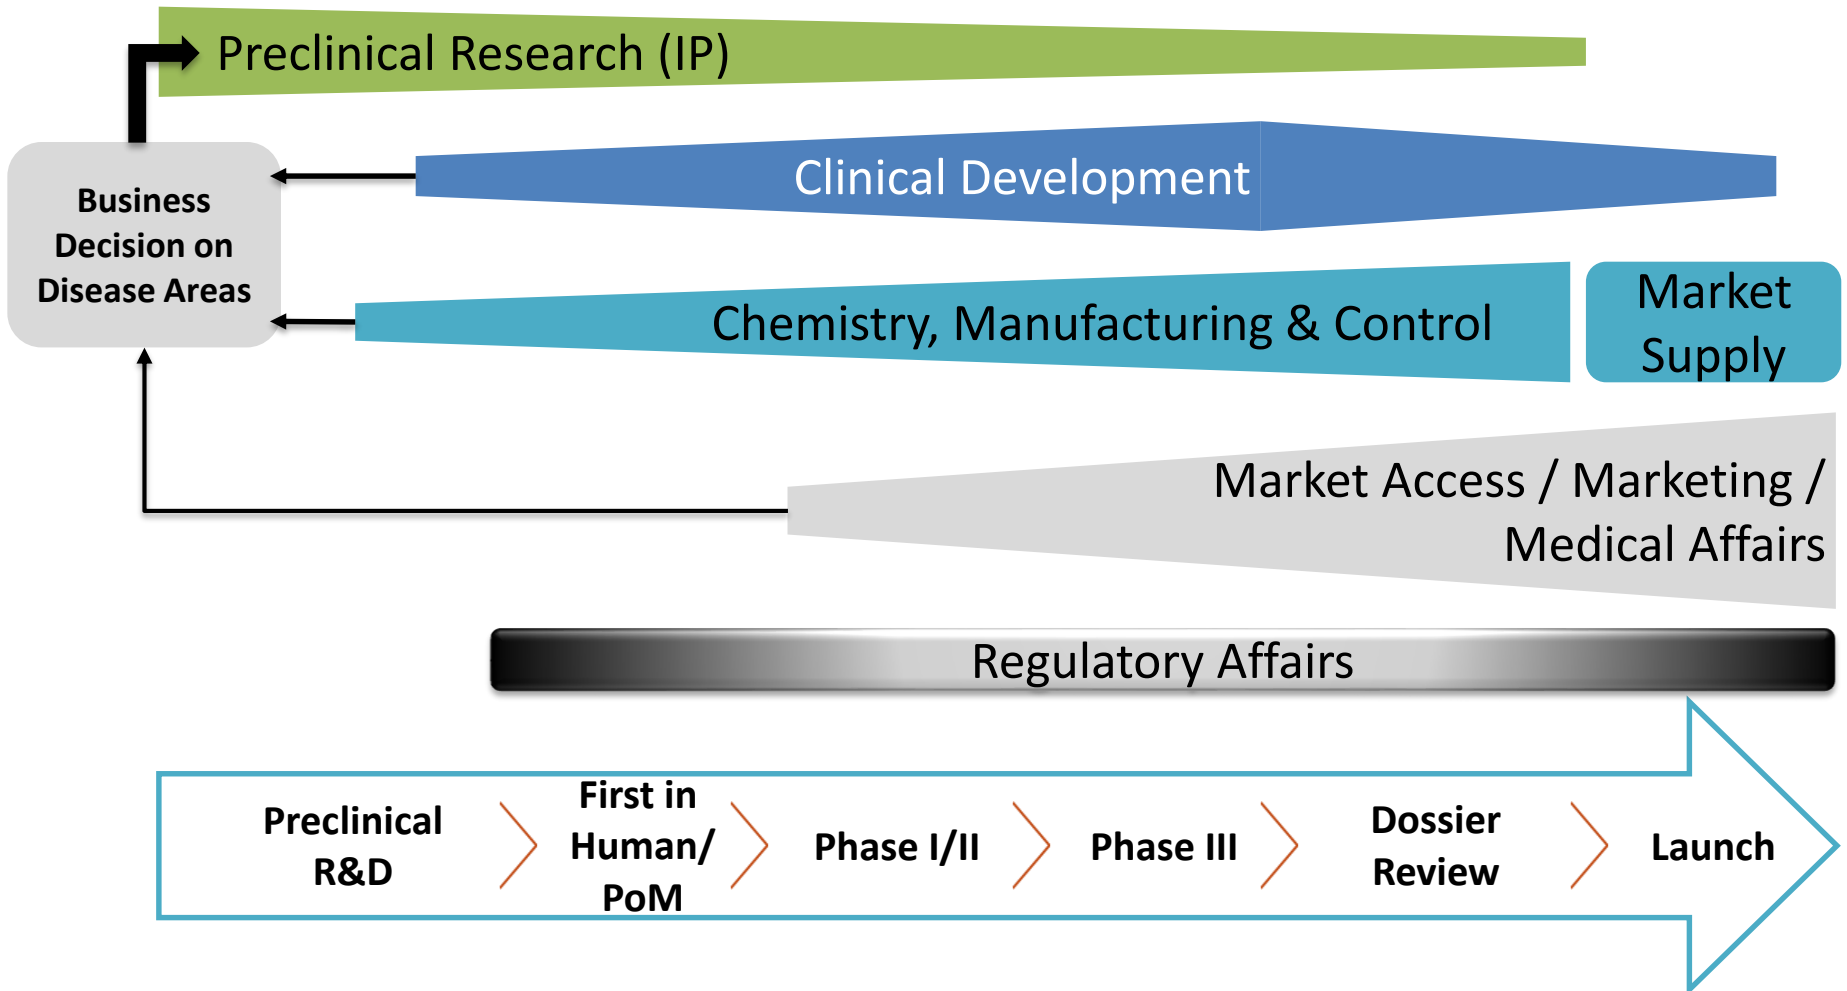 Preclinical Research (IP)
Clinical Development
Business
Decision on
Disease Areas
Chemistry, Manufacturing & Control
Market
Supply
Market Access / Marketing /
Medical Affairs
Regulatory Affairs
Preclinical
R&D
First in
Human/
PoM
Phase I/II
Phase III
Dossier
Review
Launch